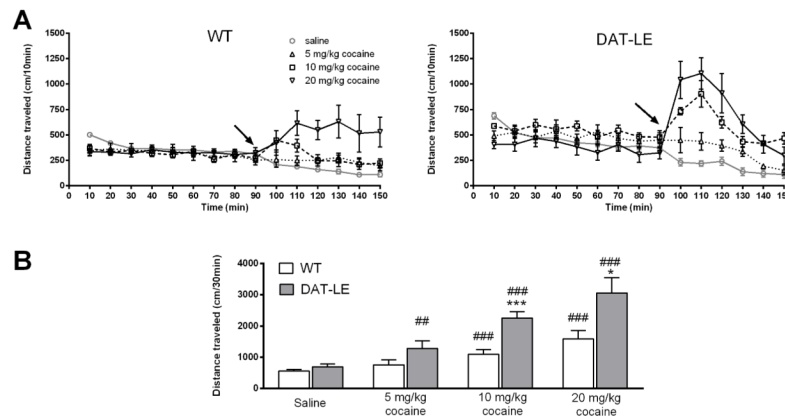 A
WT
saline
5 mg/kg cocaine
10 mg/kg cocaine
20 mg/kg cocaine
Distance traveled (cm/10min)
1500
1250
1000
750
500
250
0
10 20 30 40 50 60 70 80 90 100 110 120 130 140 150
Time (min)
DAT-LE
Distance traveled (cm/10min)
1500
1250
1000
750
500
250
0
10 20 30 40 50 60 70 80 90 100 110 120 130 140 150
Time (min)
B
Distance traveled (cm/30min)
4000
3000
2000
1000
0
WT
DAT-LE
##
###
###
***
###
###
*
Saline
5 mg/kg cocaine
10 mg/kg cocaine
20 mg/kg cocaine